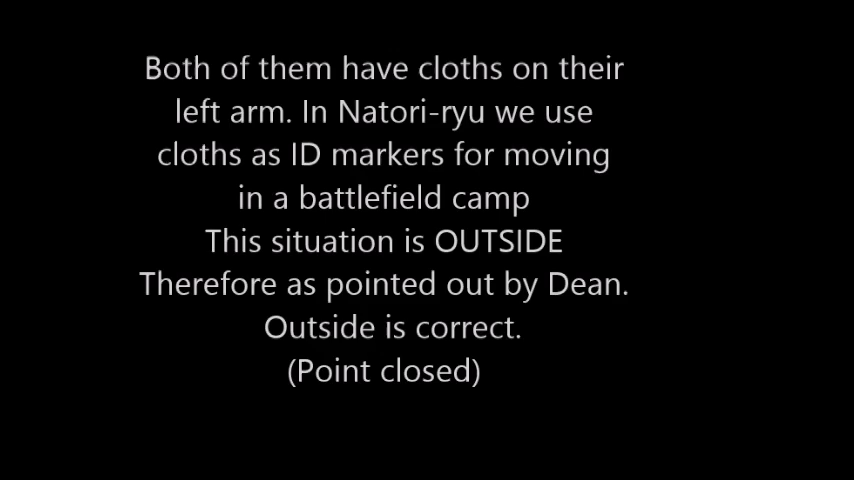 Both of them have cloths on their
left arm. In Natori-ryu we use
cloths as ID markers for moving
in a battlefield camp
This situation is OUTSIDE
Therefore as pointed out by Dean.
Outside is correct.
(Point closed)